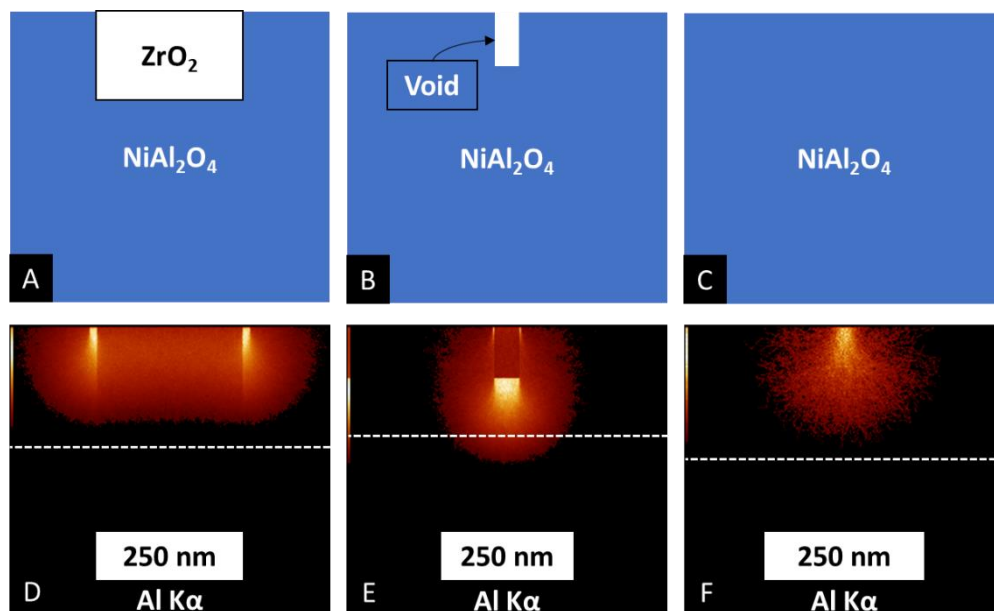 ZrO₂
NiAl₂O₄
A
Void
NiAl₂O₄
B
NiAl₂O₄
C
250 nm
D
Al Kα
250 nm
E
Al Kα
250 nm
F
Al Kα